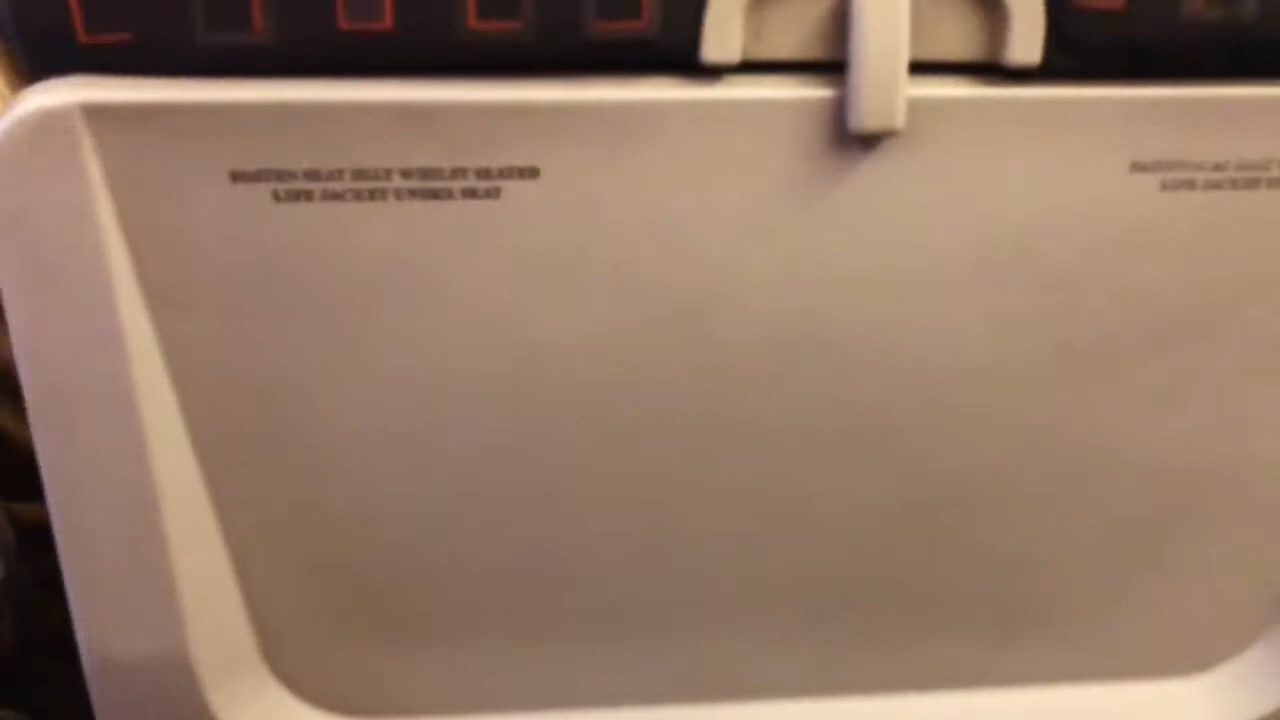 FASTEN SEAT BELT WHILST SEATED
LIFE JACKET UNDER SEAT
LIFE JACKET